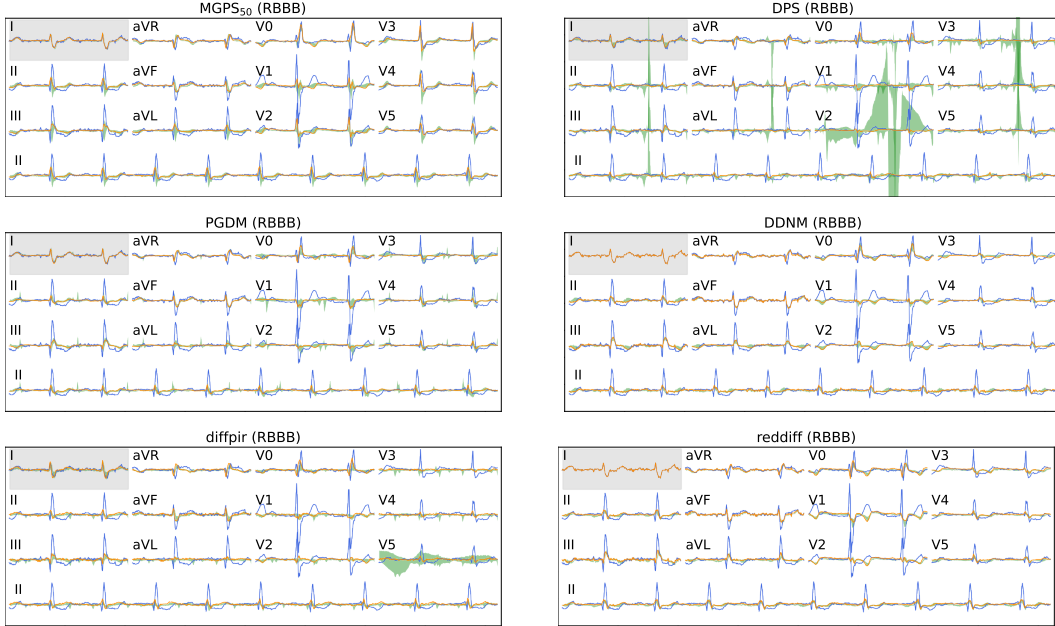 MGPS50 (RBBB)
I aVR V0 V3
II aVF V1 V4
III aVL V2 V5
II
DPS (RBBB)
I aVR V0 V3
II aVF V1 V4
III aVL V2 V5
II
PGDM (RBBB)
I aVR V0 V3
II aVF V1 V4
III aVL V2 V5
II
DDNM (RBBB)
I aVR V0 V3
II aVF V1 V4
III aVL V2 V5
II
diffpir (RBBB)
I aVR V0 V3
II aVF V1 V4
III aVL V2 V5
II
reddiff (RBBB)
I aVR V0 V3
II aVF V1 V4
III aVL V2 V5
II